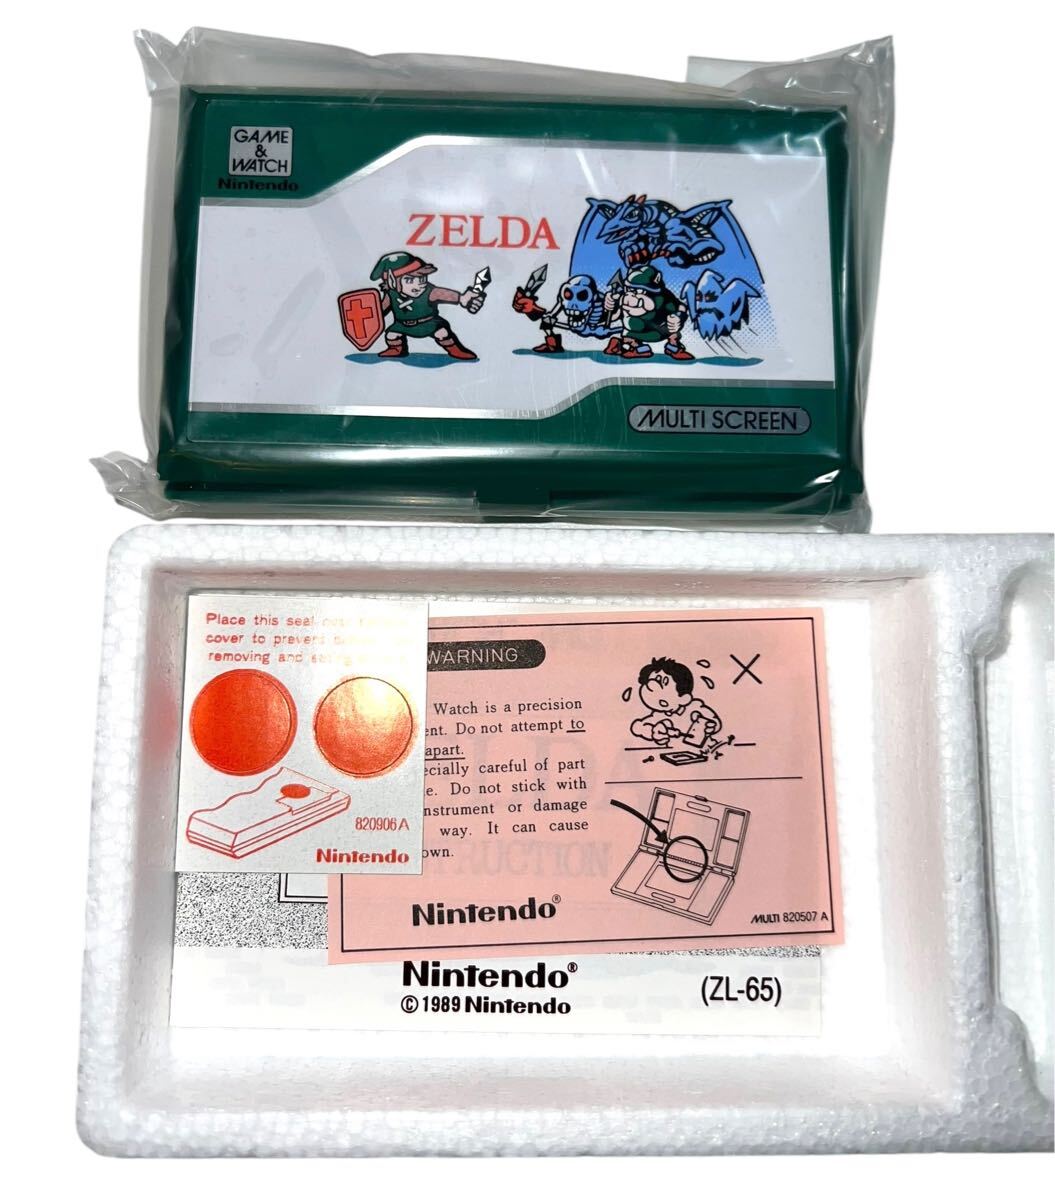 GAME
&
WATCH
Nintendo
ZELDA
MULTI SCREEN
Place this seal
cover to prevent
removing and
820906 A
Nintendo
WARNING
Watch is a precision
ent. Do not attempt to
apart.
ecially careful of part
e. Do not stick with
nstrument or damage
way. It can cause
own.
Nintendo®
MULTI 820507 A
RUCTION
Nintendo®
©1989 Nintendo
(ZL-65)